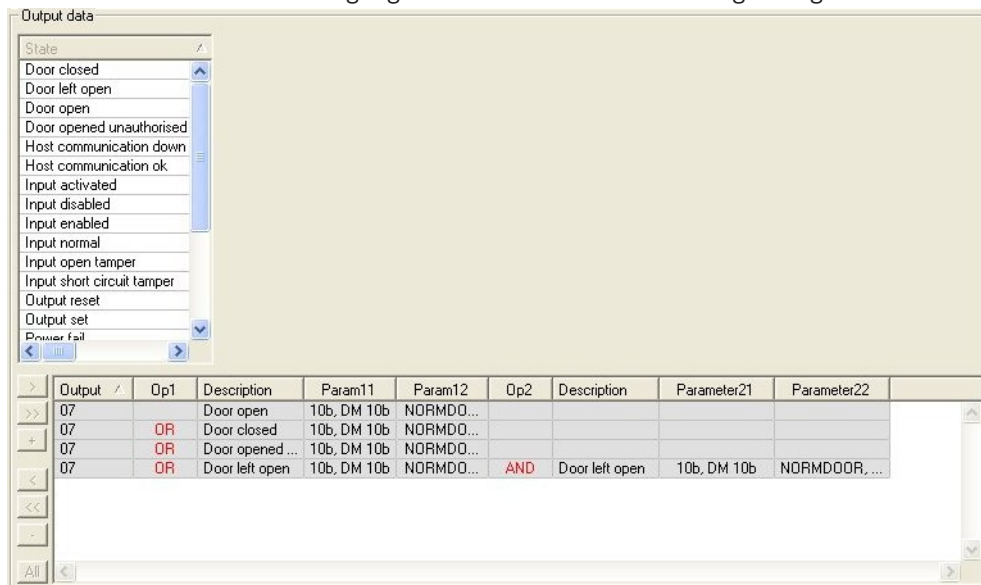 Output data
State
Door closed
Door left open
Door open
Door opened unauthorised
Host communication down
Host communication ok
Input activated
Input disabled
Input enabled
Input normal
Input open tamper
Input short circuit tamper
Output reset
Output set
Power fail
> >> + < << - All
Output Op1 Description Param11 Param12 Op2 Description Parameter21 Parameter22
07 Door open 10b, DM 10b NORMDO...
07 OR Door closed 10b, DM 10b NORMDO...
07 OR Door opened ... 10b, DM 10b NORMDO...
07 OR Door left open 10b, DM 10b NORMDO... AND Door left open 10b, DM 10b NORMDOOR, ...